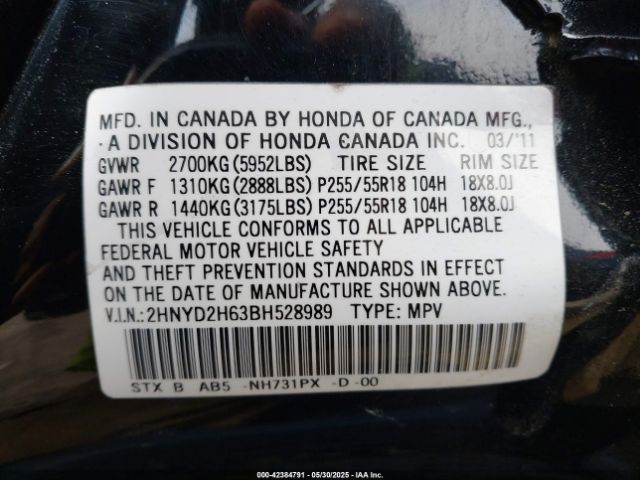 MFD. IN CANADA BY HONDA OF CANADA MFG.,
A DIVISION OF HONDA CANADA INC. 03/'11
GVWR 2700KG (5952LBS) TIRE SIZE RIM SIZE
GAWR F 1310KG (2888LBS) P255/55R18 104H 18X8.0J
GAWR R 1440KG (3175LBS) P255/55R18 104H 18X8.0J
THIS VEHICLE CONFORMS TO ALL APPLICABLE
FEDERAL MOTOR VEHICLE SAFETY
AND THEFT PREVENTION STANDARDS IN EFFECT
ON THE DATE OF MANUFACTURE SHOWN ABOVE.
V.I.N.: 2HNYD2H63BH528989 TYPE: MPV
STX B AB5 -NH731PX -D -00
000-42384791 - 05/30/2025 - IAA Inc.